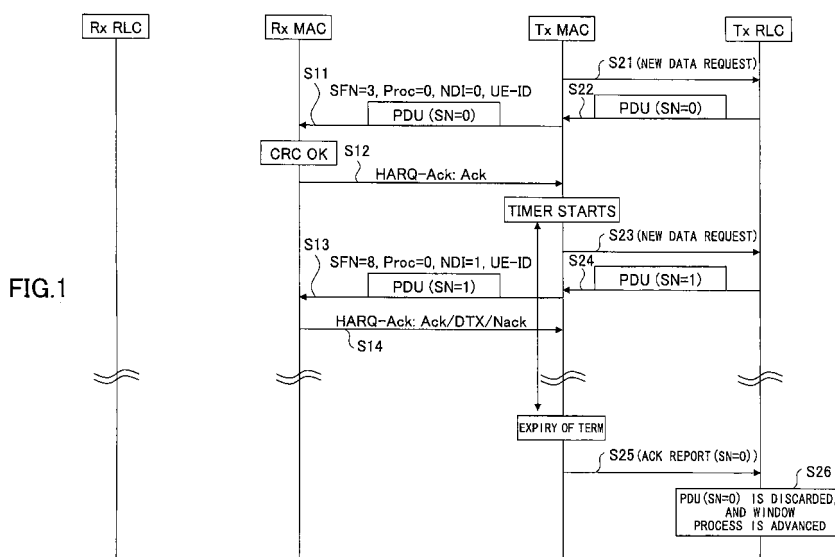 Rx RLC
Rx MAC
Tx MAC
Tx RLC
S21 (NEW DATA REQUEST)
S11
SFN=3, Proc=0, NDI=0, UE-ID
S22
PDU (SN=0)
PDU (SN=0)
CRC OK
S12
HARQ-Ack: Ack
TIMER STARTS
S23 (NEW DATA REQUEST)
S13
SFN=8, Proc=0, NDI=1, UE-ID
S24
PDU (SN=1)
PDU (SN=1)
FIG.1
HARQ-Ack: Ack/DTX/Nack
S14
EXPIRY OF TERM
S25 (ACK REPORT (SN=0))
S26
PDU (SN=0) IS DISCARDED,
AND WINDOW
PROCESS IS ADVANCED